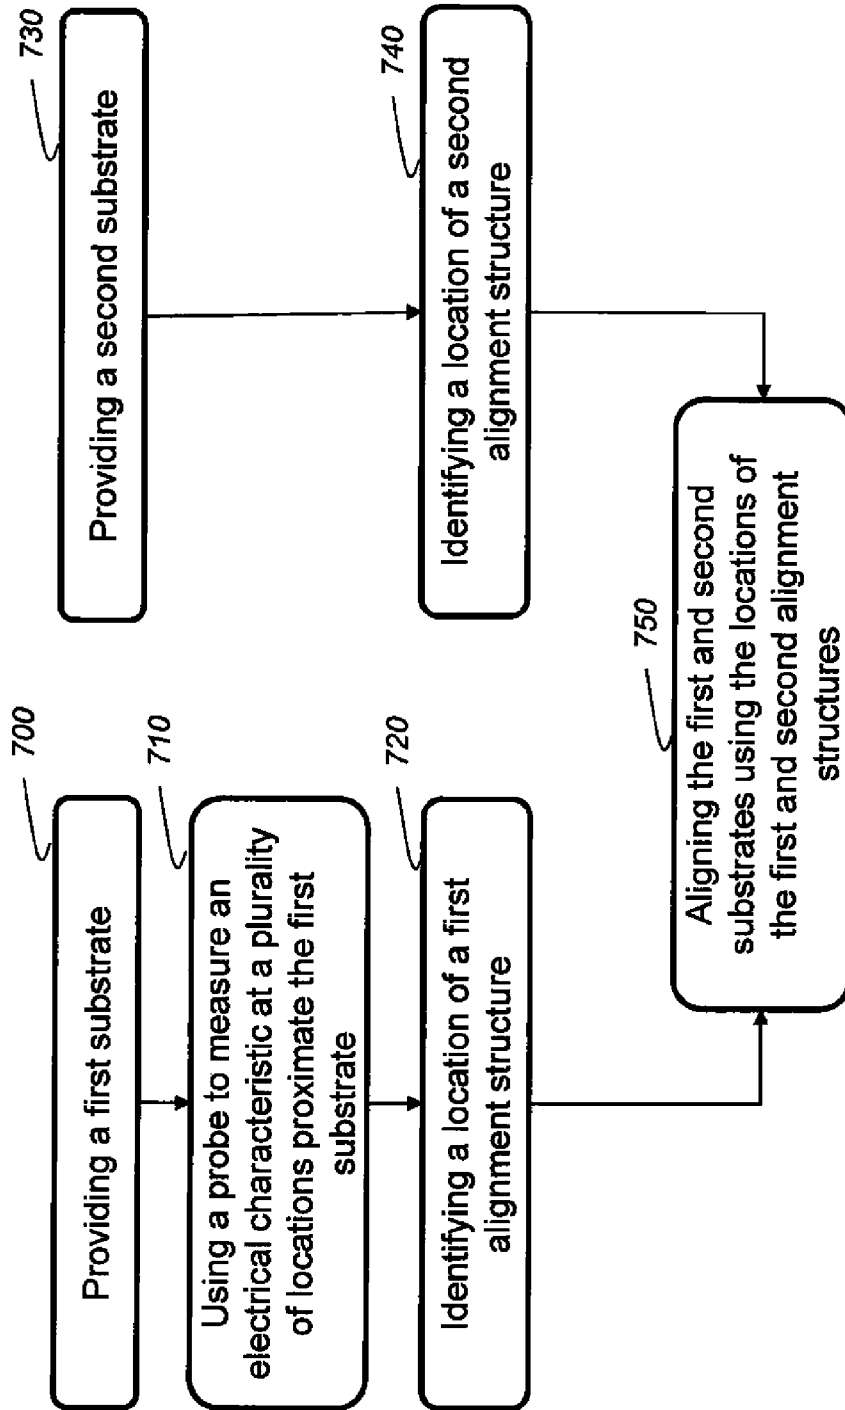 700
Providing a first substrate
710
Using a probe to measure an
electrical characteristic at a plurality
of locations proximate the first
substrate
720
Identifying a location of a first
alignment structure
730
Providing a second substrate
740
Identifying a location of a second
alignment structure
750
Aligning the first and second
substrates using the locations of
the first and second alignment
structures